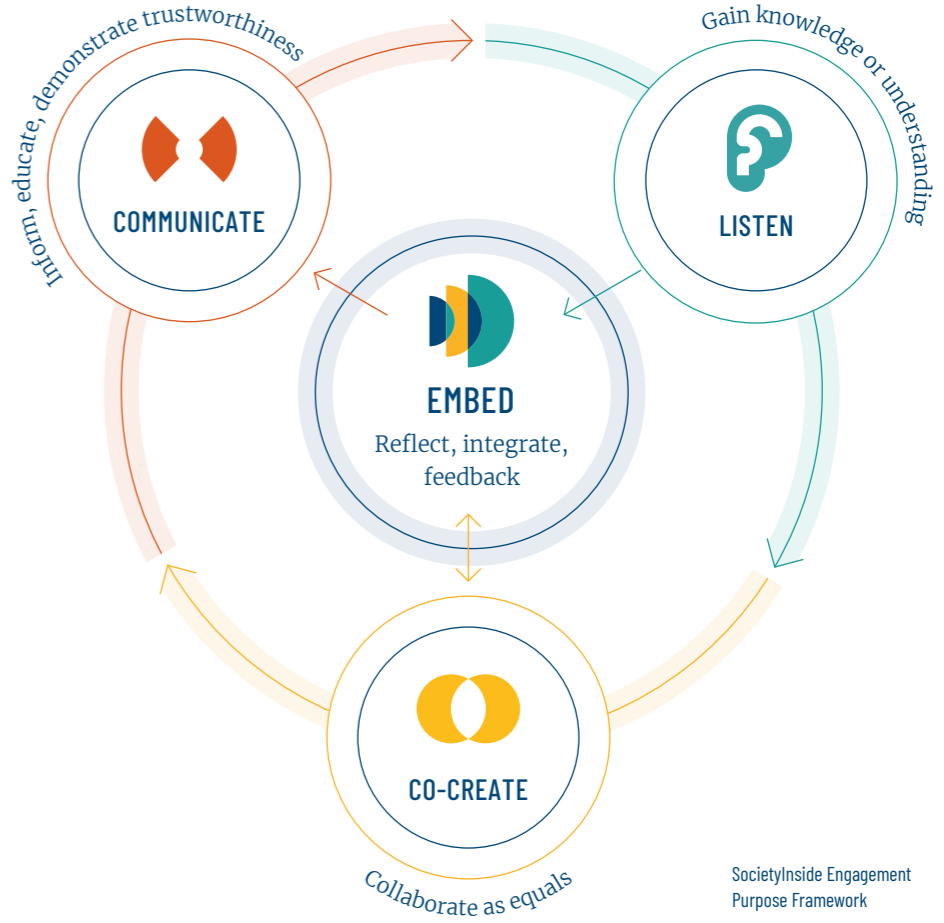 Inform, educate, demonstrate trustworthiness
COMMUNICATE
Gain knowledge or understanding
LISTEN
EMBED
Reflect, integrate,
feedback
CO-CREATE
Collaborate as equals
SocietyInside Engagement
Purpose Framework